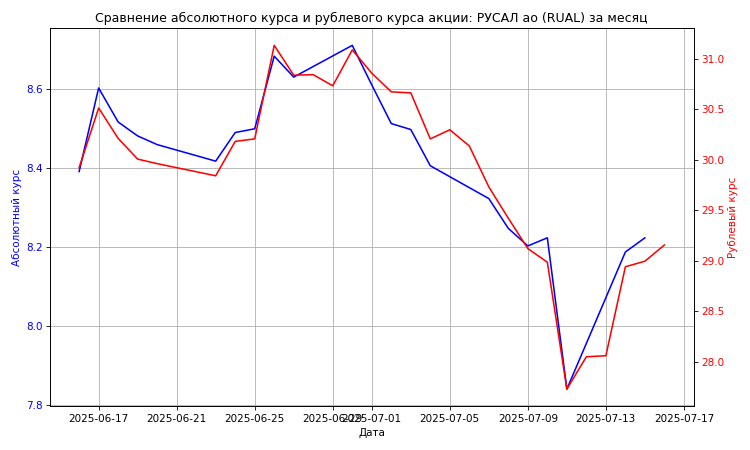 Сравнение абсолютного курса и рублевого курса акции: РУСАЛ ао (RUAL) за месяц
Абсолютный курс
8.6
8.4
8.2
8.0
7.8
31.0
30.5
30.0
29.5
29.0
28.5
28.0
Рублевый курс
2025-06-17 2025-06-21 2025-06-25 2025-06-29 2025-07-01 2025-07-05 2025-07-09 2025-07-13 2025-07-17
Дата